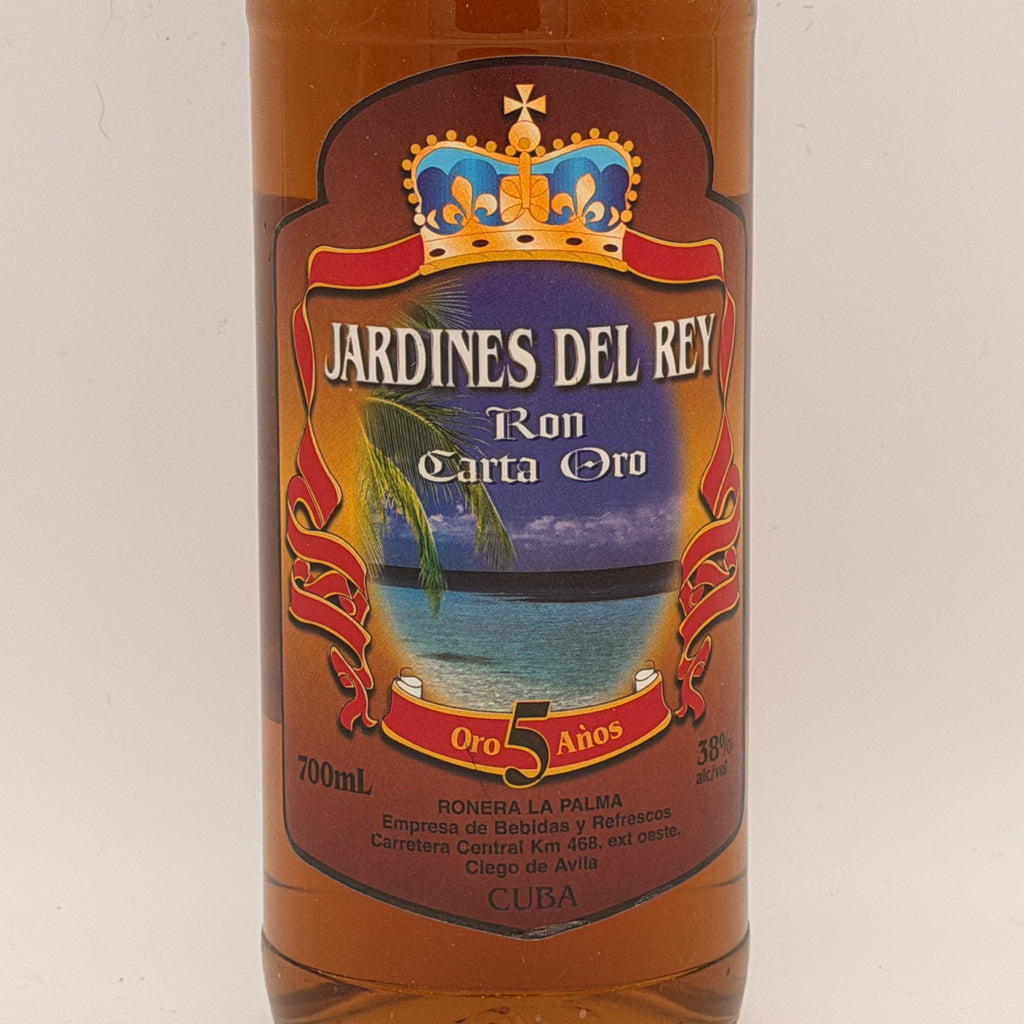 JARDINES DEL REY
Ron
Carta Oro
Oro 5 Años
700mL
38%
alc/vol
RONERA LA PALMA
Empresa de Bebidas y Refrescos
Carretera Central Km 468, ext oeste.
Ciego de Avila
CUBA